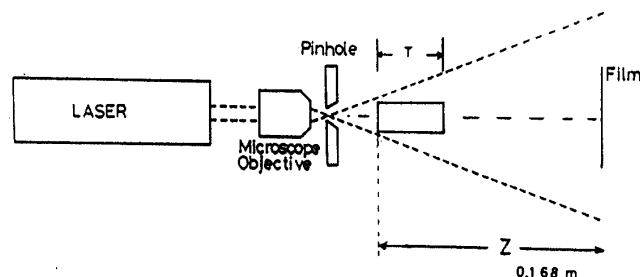 Pinhole
T
Film
LASER
Microscope
Objective
Z
0.168 m